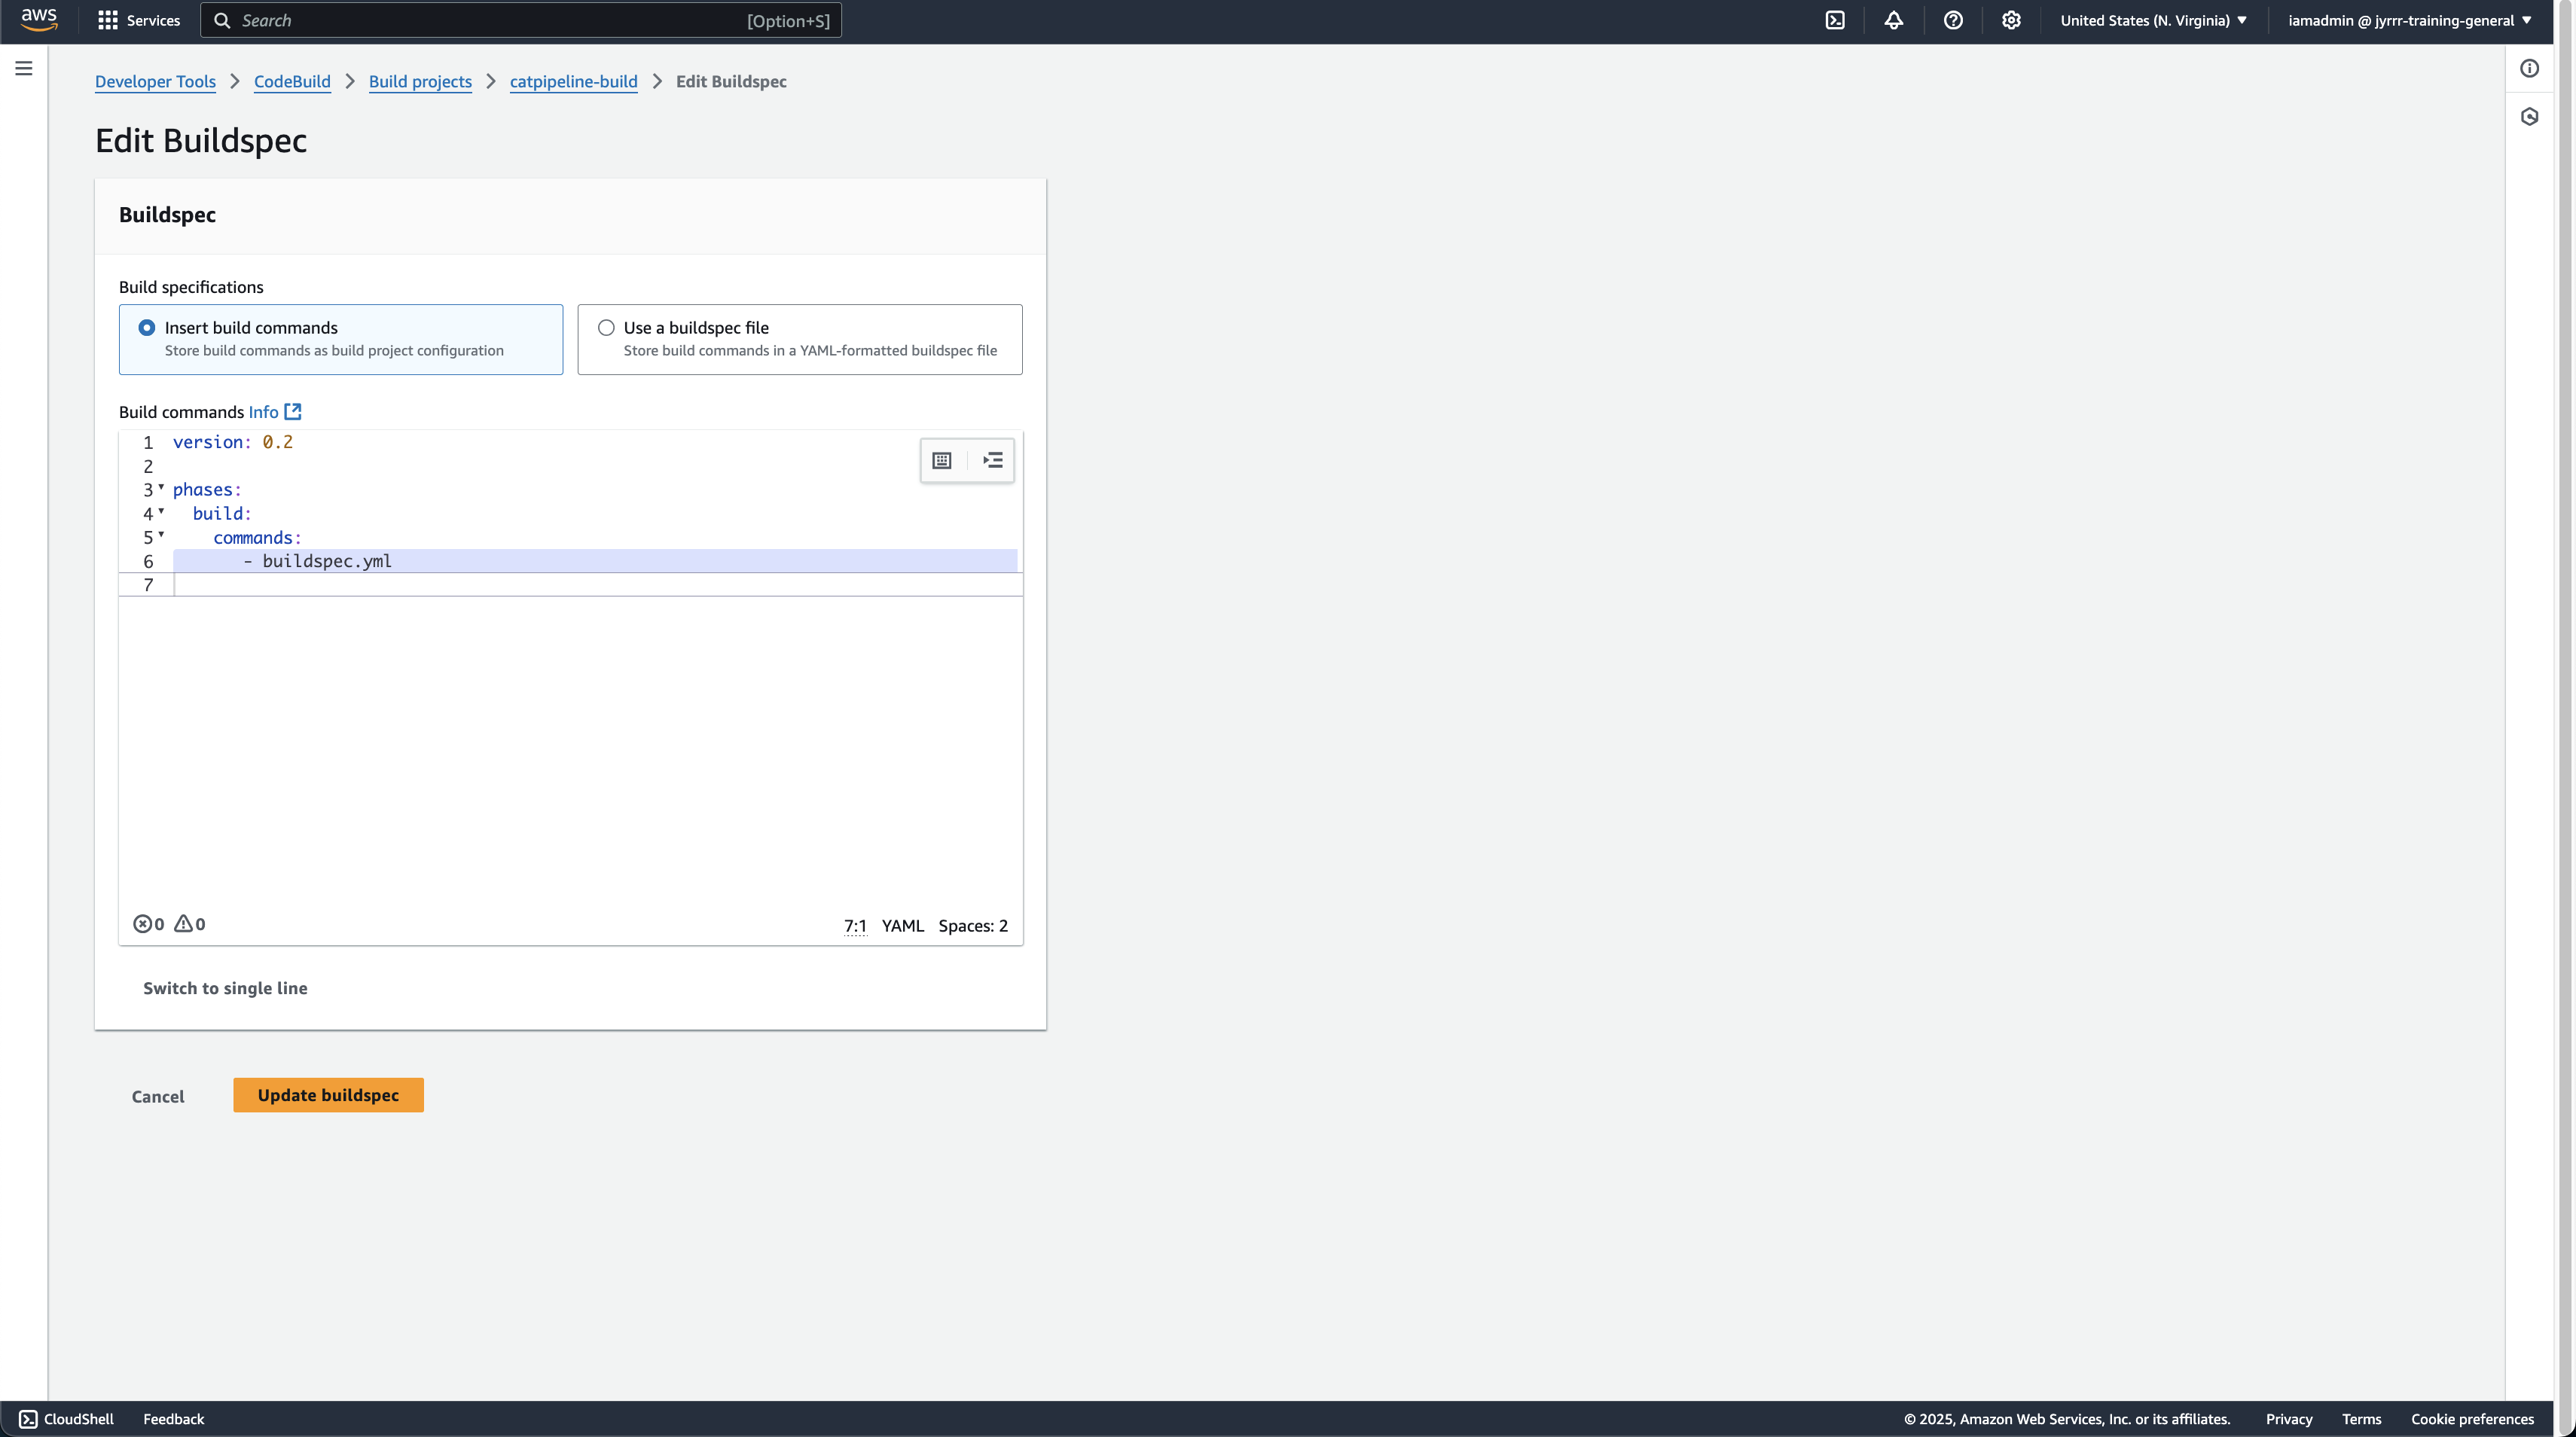 aws Services Search [Option+S] United States (N. Virginia) iamadmin @ jyrrr-training-general
Developer Tools CodeBuild Build projects catpipeline-build Edit Buildspec
Edit Buildspec
Buildspec
Build specifications
Insert build commands
Store build commands as build project configuration
Use a buildspec file
Store build commands in a YAML-formatted buildspec file
Build commands Info
1 version: 0.2
2
3 phases:
4 build:
5 commands:
6 - buildspec.yml
7
0 0 7:1 YAML Spaces: 2
Switch to single line
Cancel Update buildspec
CloudShell Feedback © 2025, Amazon Web Services, Inc. or its affiliates. Privacy Terms Cookie preferences